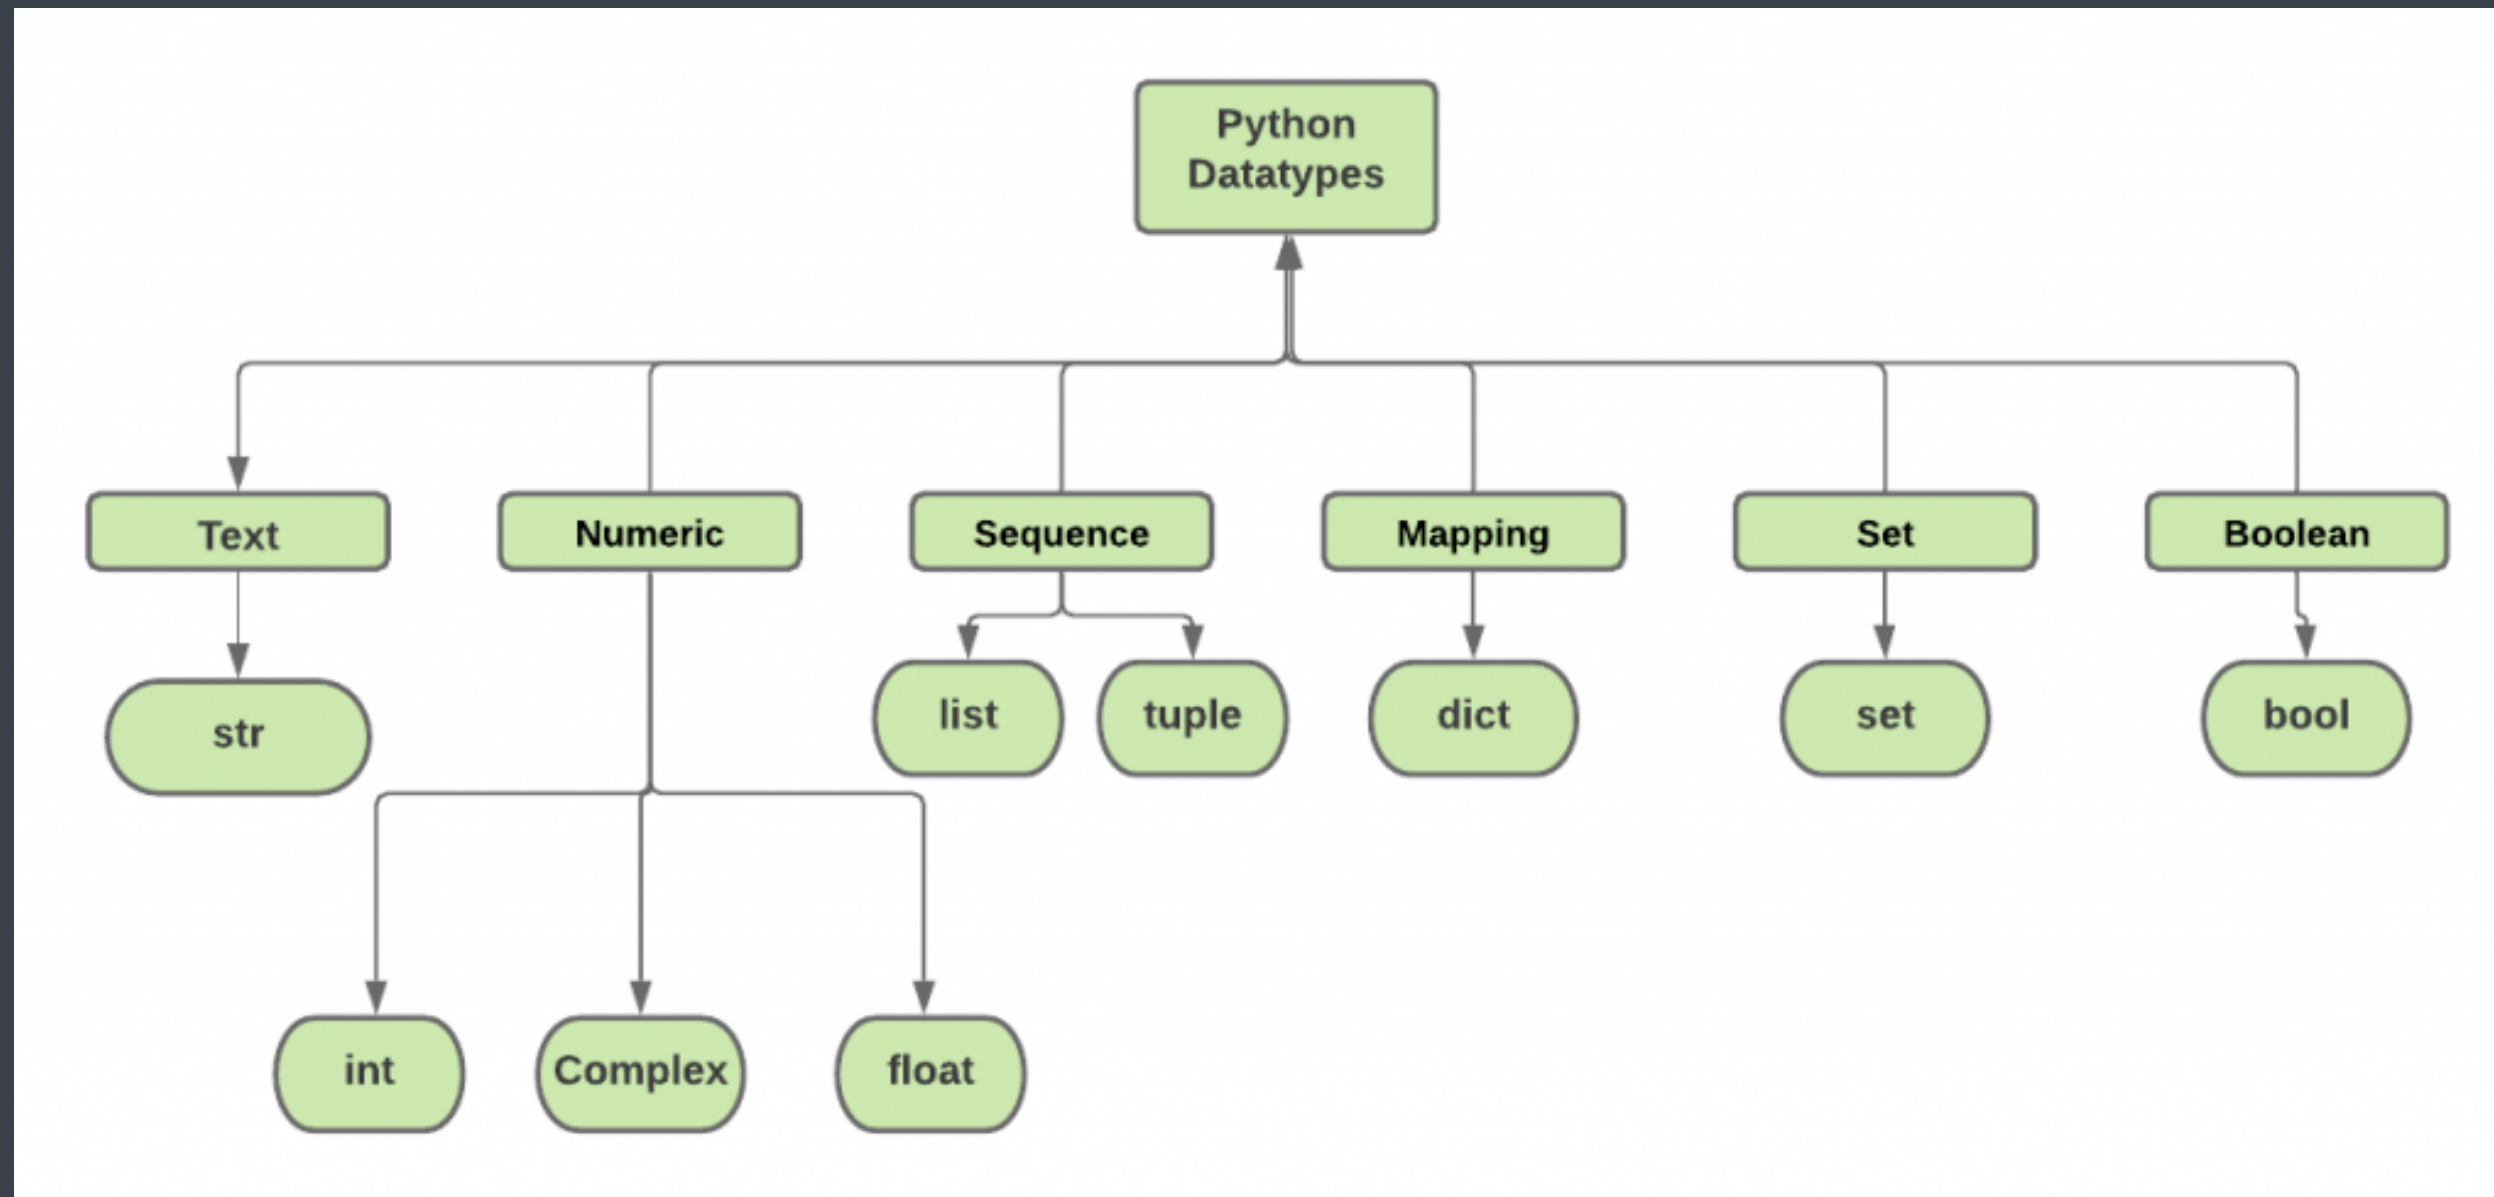 Python
Datatypes
Text
Numeric
Sequence
Mapping
Set
Boolean
str
list
tuple
dict
set
bool
int
Complex
float